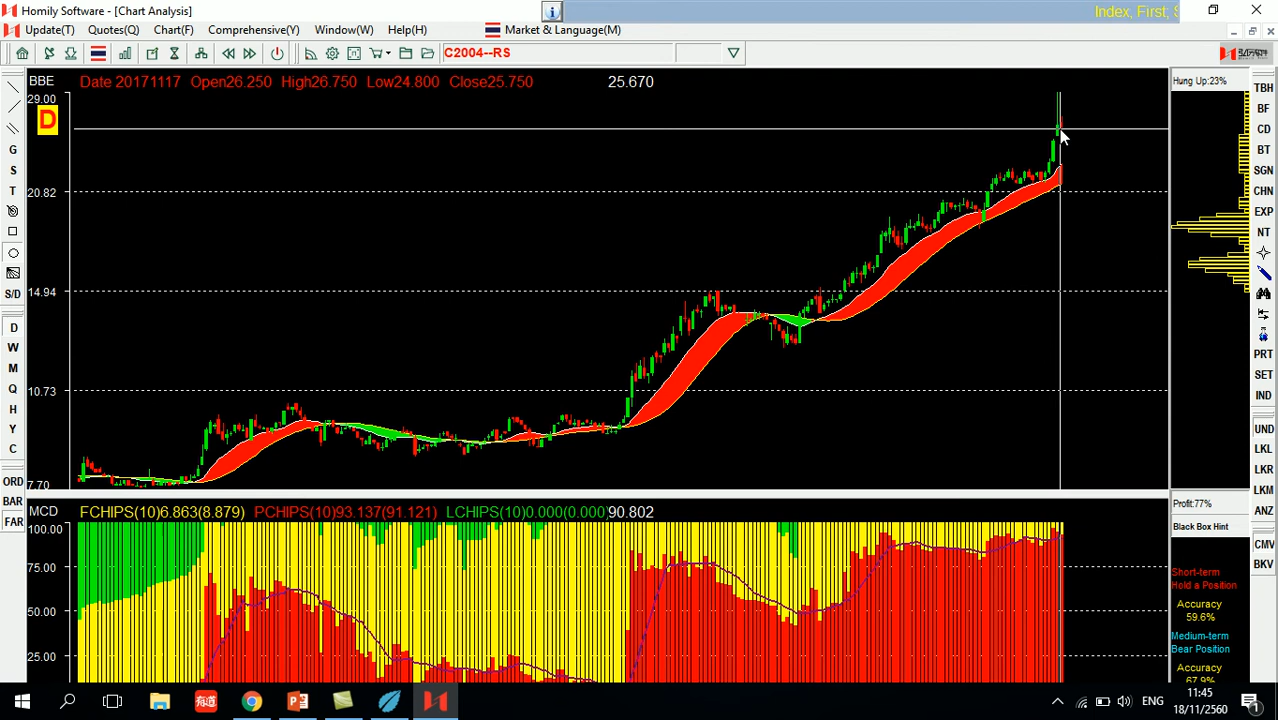 Homily Software - [Chart Analysis]
Index, First; S
Update(T) Quotes(Q) Chart(F) Comprehensive(Y) Window(W) Help(H) Market & Language(M)
C2004--RS
BBE Date 20171117 Open26.250 High26.750 Low24.800 Close25.750 25.670
Hung Up:23%
29.00
D
20.82
14.94
10.73
7.70
G
S
T
S/D
D
W
M
Q
H
Y
C
ORD
BAR
FAR
TBH
BF
CD
BT
SGN
CHN
EXP
NT
PRT
SET
IND
UND
LKL
LKR
LKM
ANZ
CMV
BKV
MCD FCHIPS(10)6.863(8.879) PCHIPS(10)93.137(91.121) LCHIPS(10)0.000(0.000) 90.802
100.00
75.00
50.00
25.00
Profit:77%
Black Box Hint
Short-term
Hold a Position
Accuracy
59.6%
Medium-term
Bear Position
Accuracy
67.9%
有道
ENG
11:45
18/11/2560